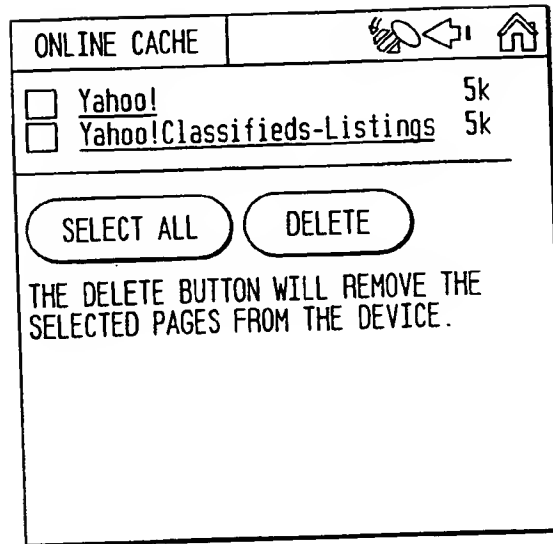 ONLINE CACHE
Yahoo! 5k
Yahoo!Classifieds-Listings 5k
SELECT ALL DELETE
THE DELETE BUTTON WILL REMOVE THE
SELECTED PAGES FROM THE DEVICE.